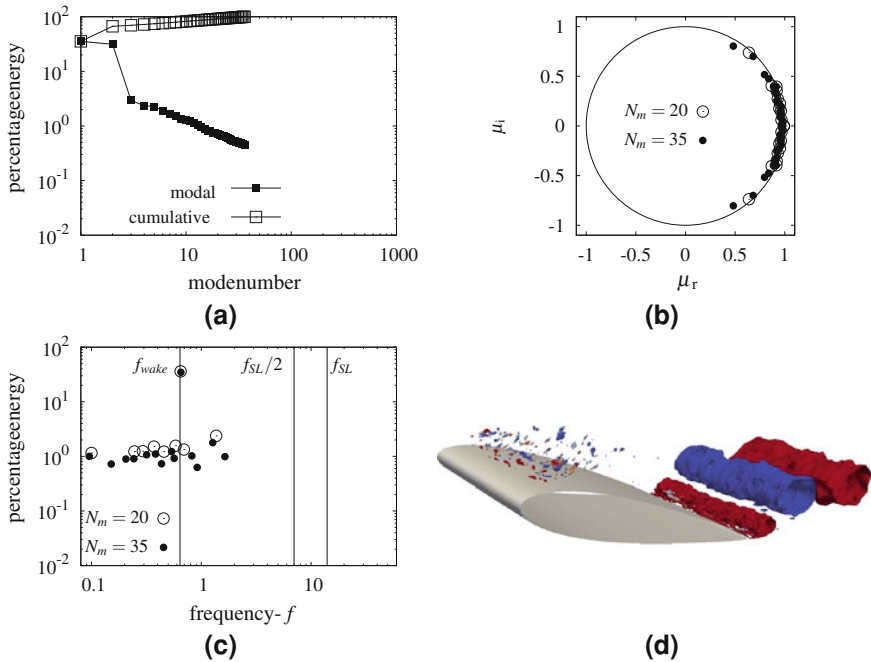 10^2
10^1
10^0
10^-1
10^-2
percentageenergy
modal
cumulative
1 10 100 1000
modenumber
(a)
1
0.5
0
-0.5
-1
μ_i
N_m = 20
N_m = 35
-1 -0.5 0 0.5 1
μ_r
(b)
10^2
10^1
10^0
10^-1
10^-2
percentageenergy
f_wake f_SL/2 f_SL
N_m = 20
N_m = 35
0.1 1 10
frequency- f
(c)
(d)